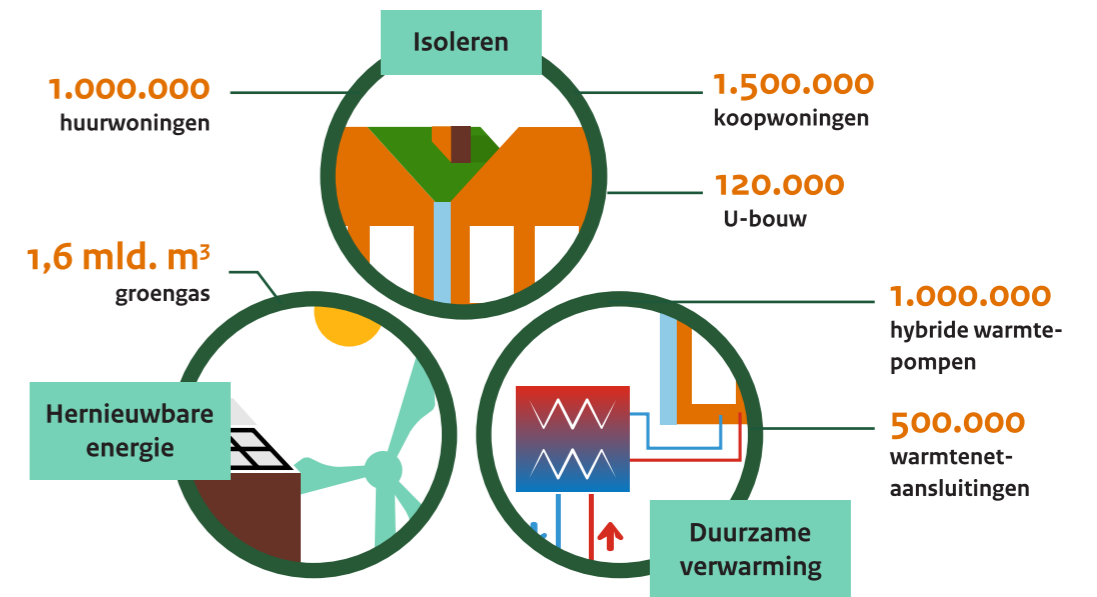 Isoleren
1.000.000
huurwoningen
1.500.000
koopwoningen
120.000
U-bouw
1,6 mld. m³
groengas
Hernieuwbare
energie
1.000.000
hybride warmte-
pompen
500.000
warmtenet-
aansluitingen
Duurzame
verwarming